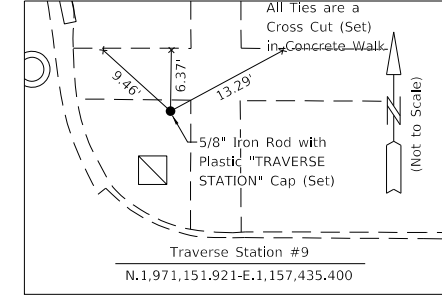 All Ties are a
Cross Cut (Set)
in Concrete Walk
9.46'
6.37'
13.29'
5/8" Iron Rod with
Plastic "TRAVERSE
STATION" Cap (Set)
N
(Not to Scale)
Traverse Station #9
N.1,971,151.921-E.1,157,435.400